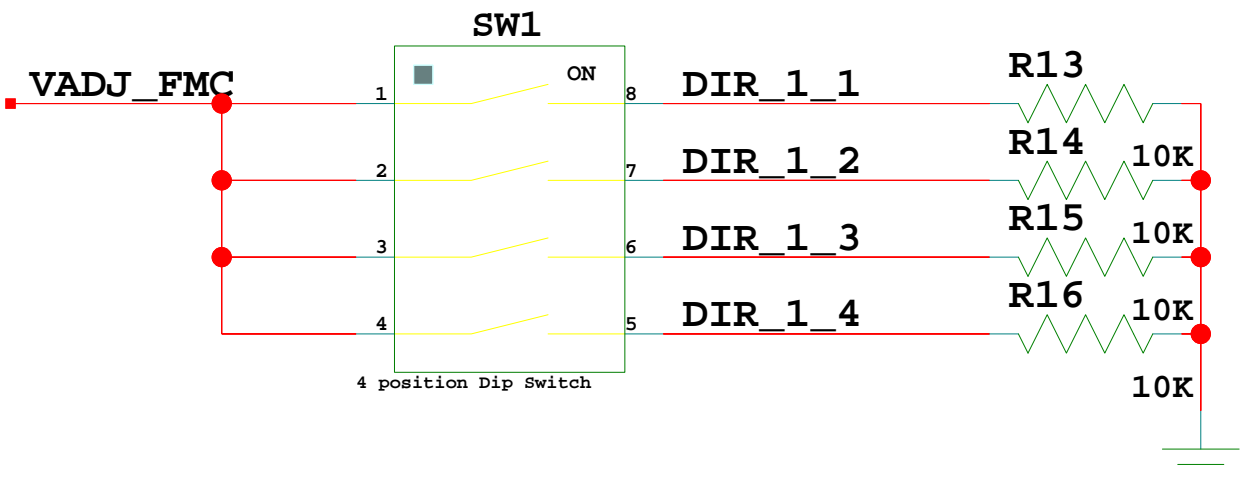 SW1
VADJ_FMC
ON
1
8
DIR_1_1
R13
10K
2
7
DIR_1_2
R14
10K
3
6
DIR_1_3
R15
10K
4
5
DIR_1_4
R16
10K
4 position Dip Switch